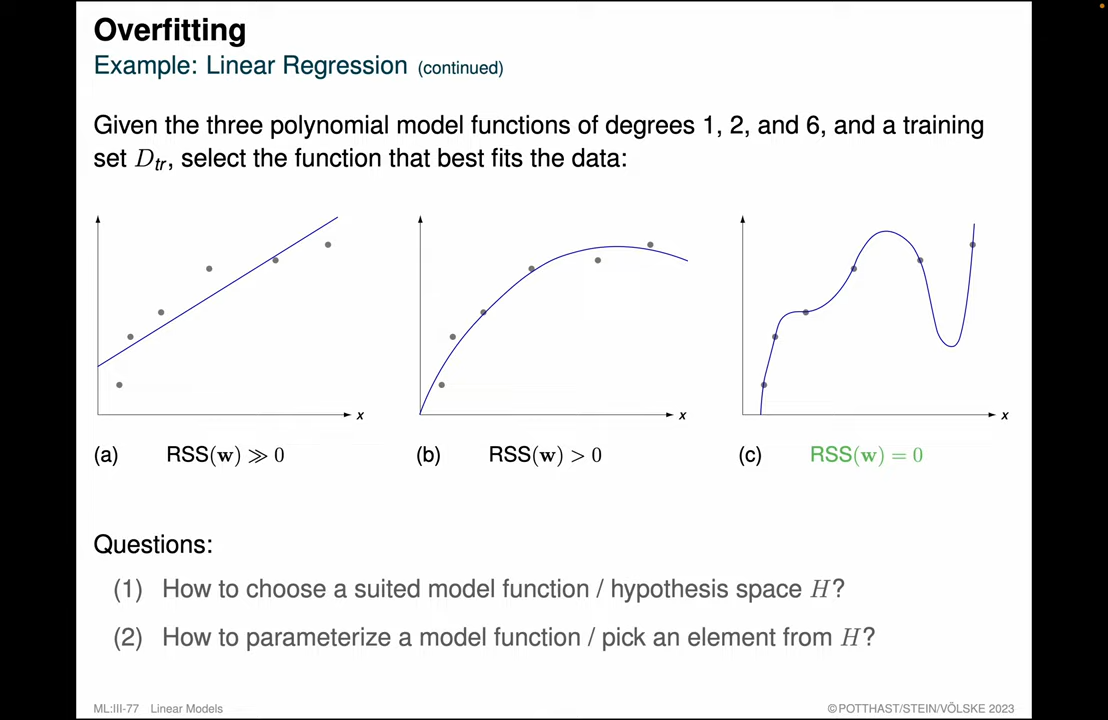 Overfitting
Example: Linear Regression (continued)
Given the three polynomial model functions of degrees 1, 2, and 6, and a training
set Dtr, select the function that best fits the data:
x
x
x
(a) RSS(w) ≫ 0
(b) RSS(w) > 0
(c) RSS(w) = 0
Questions:
(1) How to choose a suited model function / hypothesis space H?
(2) How to parameterize a model function / pick an element from H?
ML:III-77 Linear Models
©POTTHAST/STEIN/VÖLSKE 2023